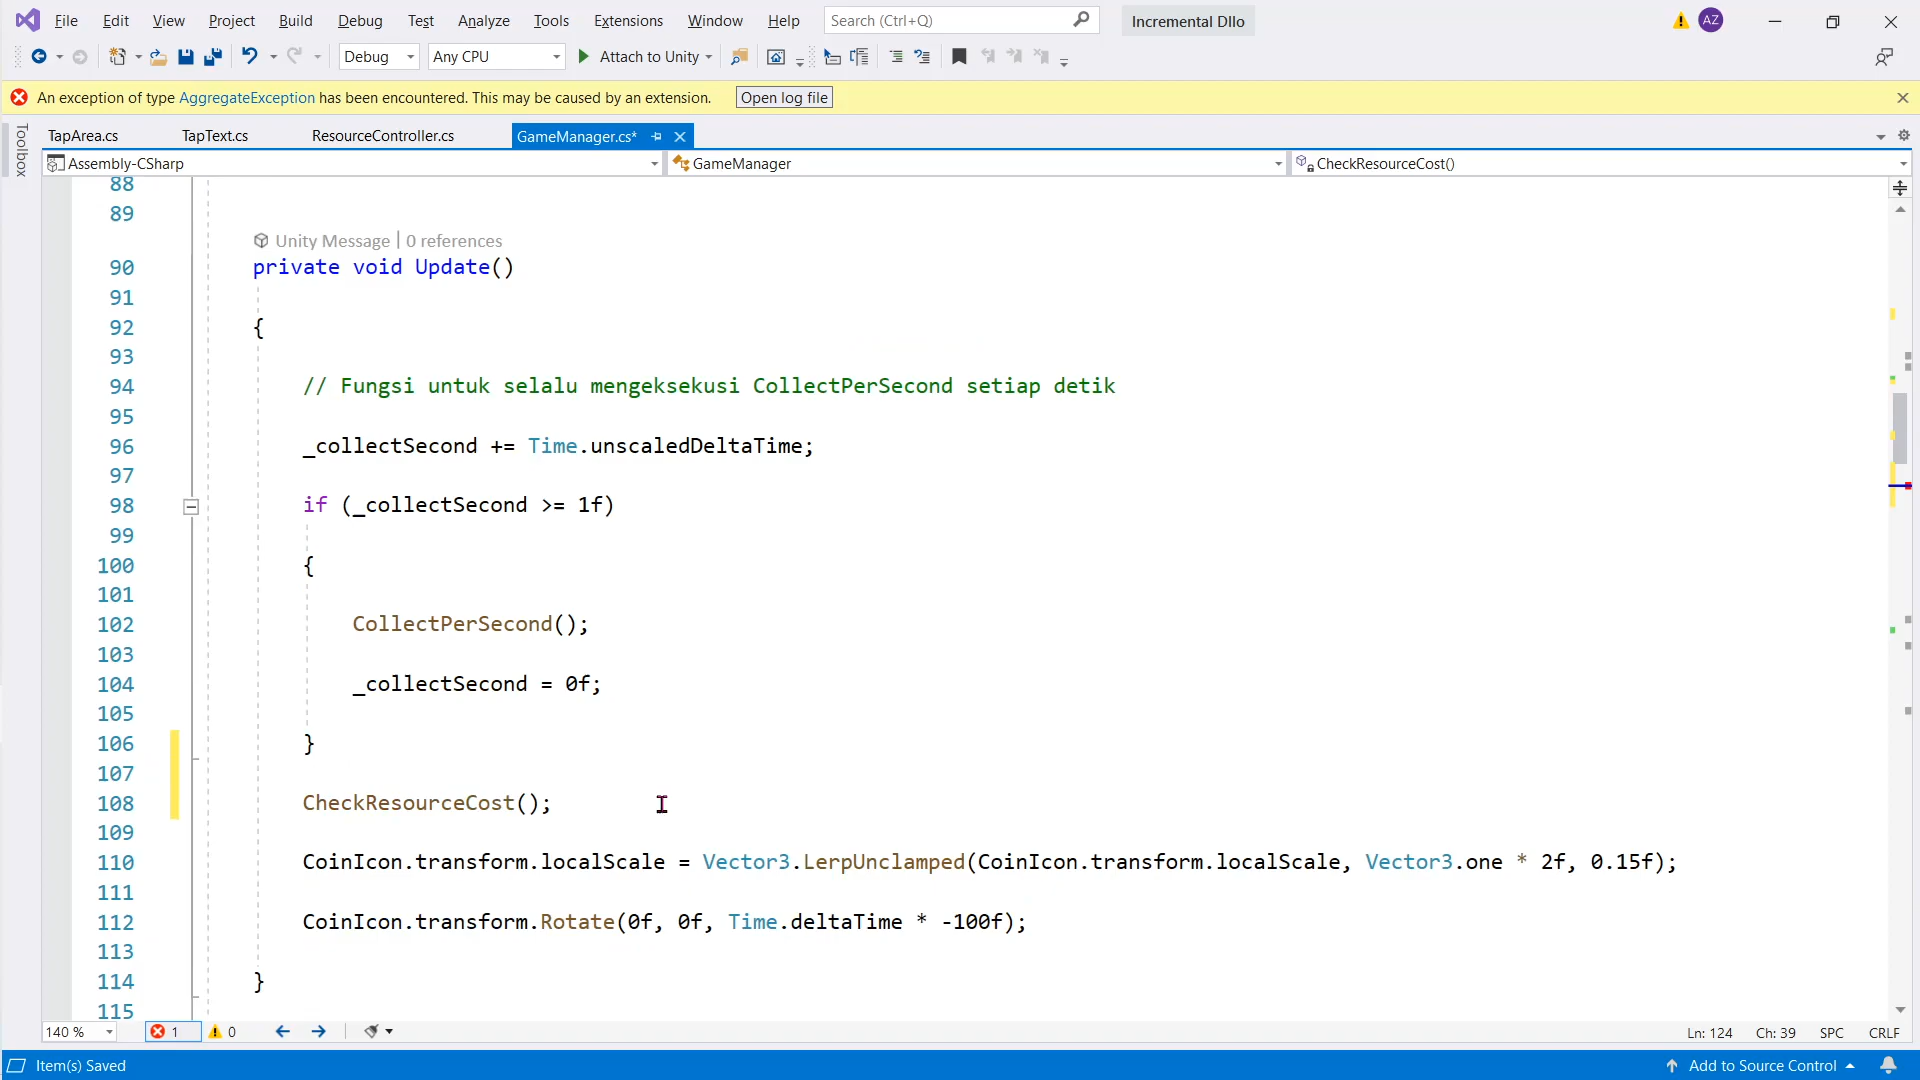 File Edit View Project Build Debug Test Analyze Tools Extensions Window Help Search (Ctrl+Q) Incremental Dllo AZ
Debug Any CPU Attach to Unity
An exception of type AggregateException has been encountered. This may be caused by an extension. Open log file
Toolbox
TapArea.cs TapText.cs ResourceController.cs GameManager.cs*
Assembly-CSharp GameManager CheckResourceCost()
88
89
Unity Message | 0 references
90 private void Update()
91
92 {
93
94 // Fungsi untuk selalu mengeksekusi CollectPerSecond setiap detik
95
96 _collectSecond += Time.unscaledDeltaTime;
97
98 if (_collectSecond >= 1f)
99
100 {
101
102 CollectPerSecond();
103
104 _collectSecond = 0f;
105
106 }
107
108 CheckResourceCost();
109
110 CoinIcon.transform.localScale = Vector3.LerpUnclamped(CoinIcon.transform.localScale, Vector3.one * 2f, 0.15f);
111
112 CoinIcon.transform.Rotate(0f, 0f, Time.deltaTime * -100f);
113
114 }
115
140 % 1 0 Ln: 124 Ch: 39 SPC CRLF
Item(s) Saved Add to Source Control